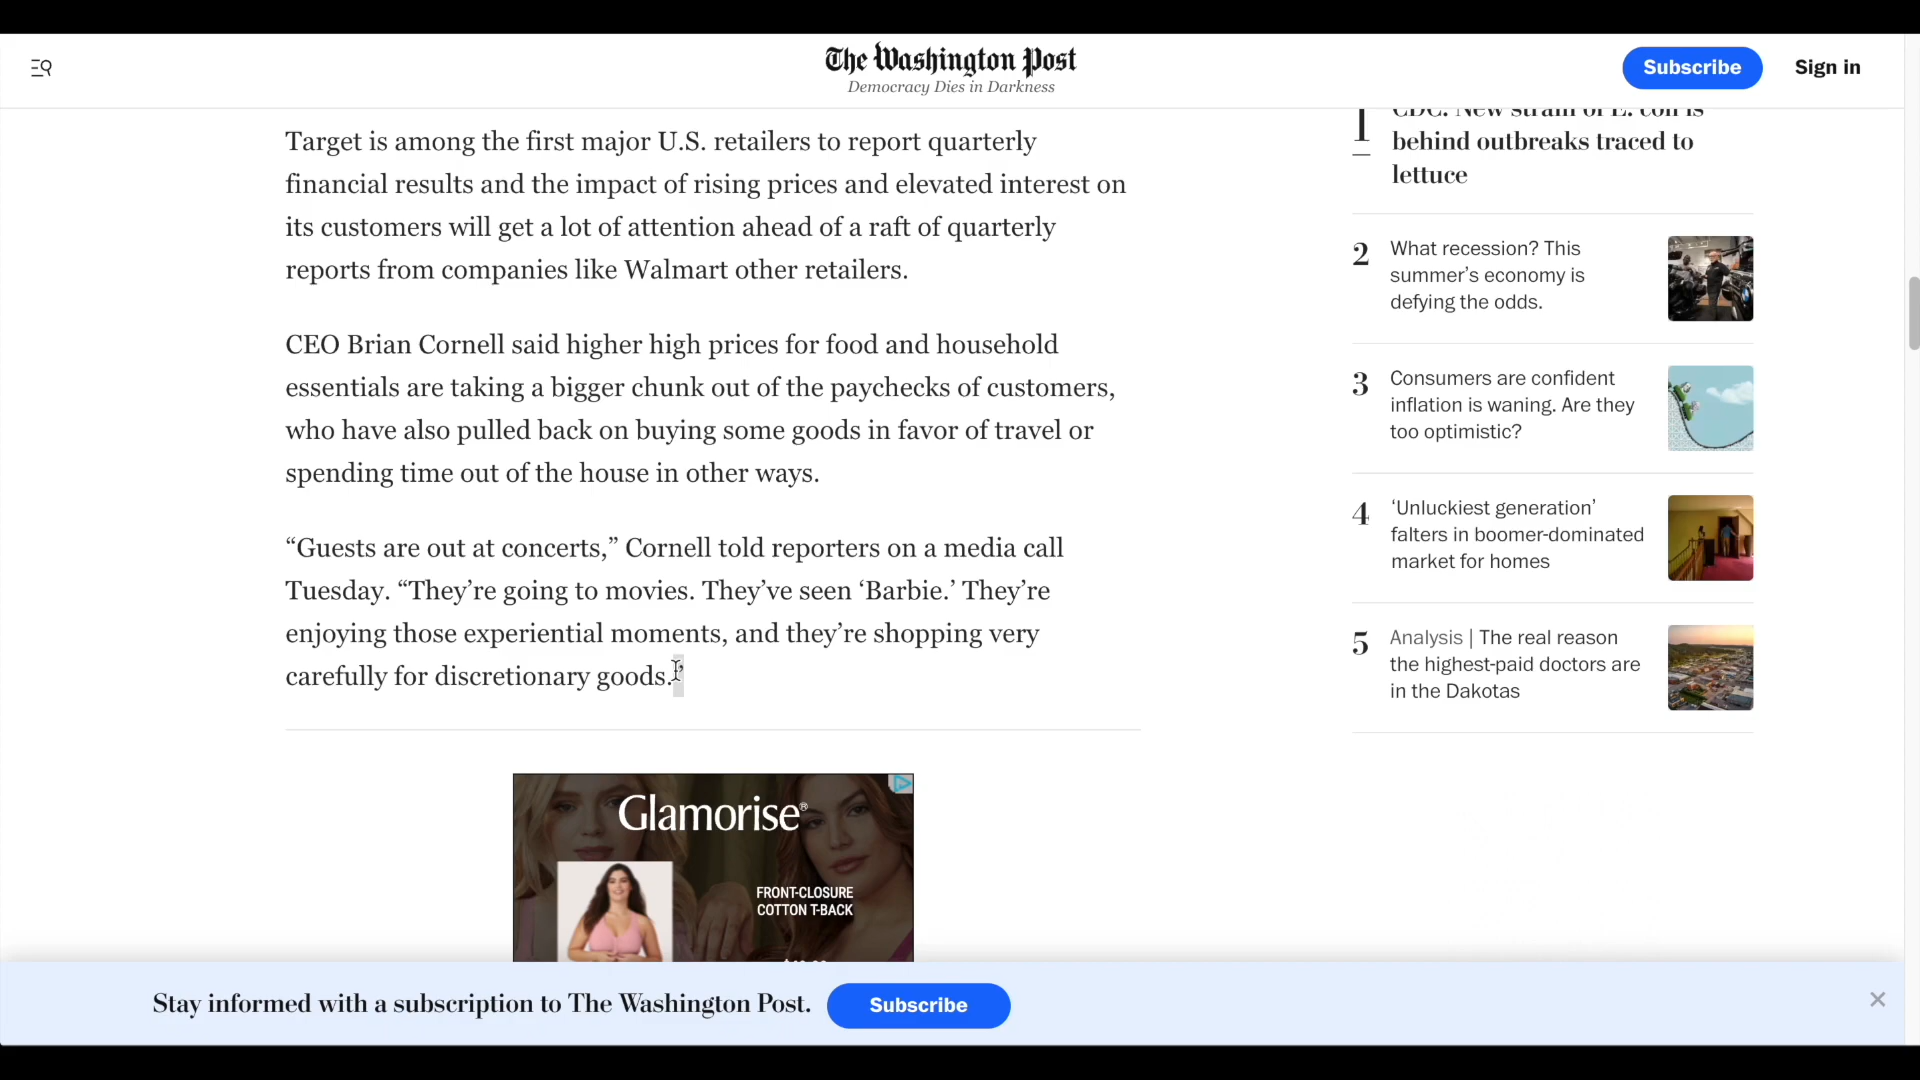 The Washington Post
Democracy Dies in Darkness
Subscribe
Sign in
Target is among the first major U.S. retailers to report quarterly
financial results and the impact of rising prices and elevated interest on
its customers will get a lot of attention ahead of a raft of quarterly
reports from companies like Walmart other retailers.
CEO Brian Cornell said higher high prices for food and household
essentials are taking a bigger chunk out of the paychecks of customers,
who have also pulled back on buying some goods in favor of travel or
spending time out of the house in other ways.
“Guests are out at concerts,” Cornell told reporters on a media call
Tuesday. “They’re going to movies. They’ve seen ‘Barbie.’ They’re
enjoying those experiential moments, and they’re shopping very
carefully for discretionary goods.”
1
CDC: New strain of E. coli is
behind outbreaks traced to
lettuce
2
What recession? This
summer’s economy is
defying the odds.
3
Consumers are confident
inflation is waning. Are they
too optimistic?
4
‘Unluckiest generation’
falters in boomer-dominated
market for homes
5
Analysis | The real reason
the highest-paid doctors are
in the Dakotas
Glamorise®
FRONT-CLOSURE
COTTON T-BACK
Stay informed with a subscription to The Washington Post.
Subscribe